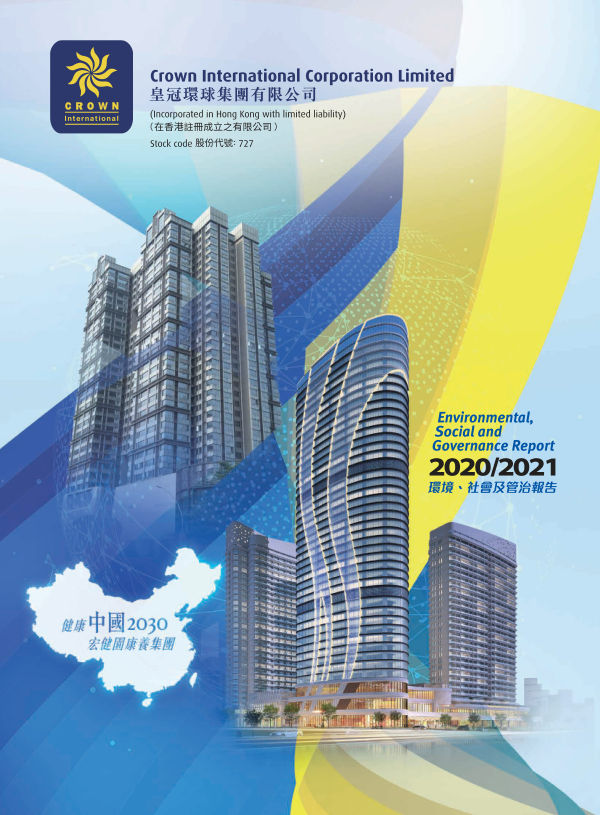 CROWN
International
Crown International Corporation Limited
皇冠環球集團有限公司
(Incorporated in Hong Kong with limited liability)
(在香港註冊成立之有限公司)
Stock code 股份代號: 727
Environmental,
Social and
Governance Report
2020/2021
環境、社會及管治報告
健康中國2030
宏健園康養集團